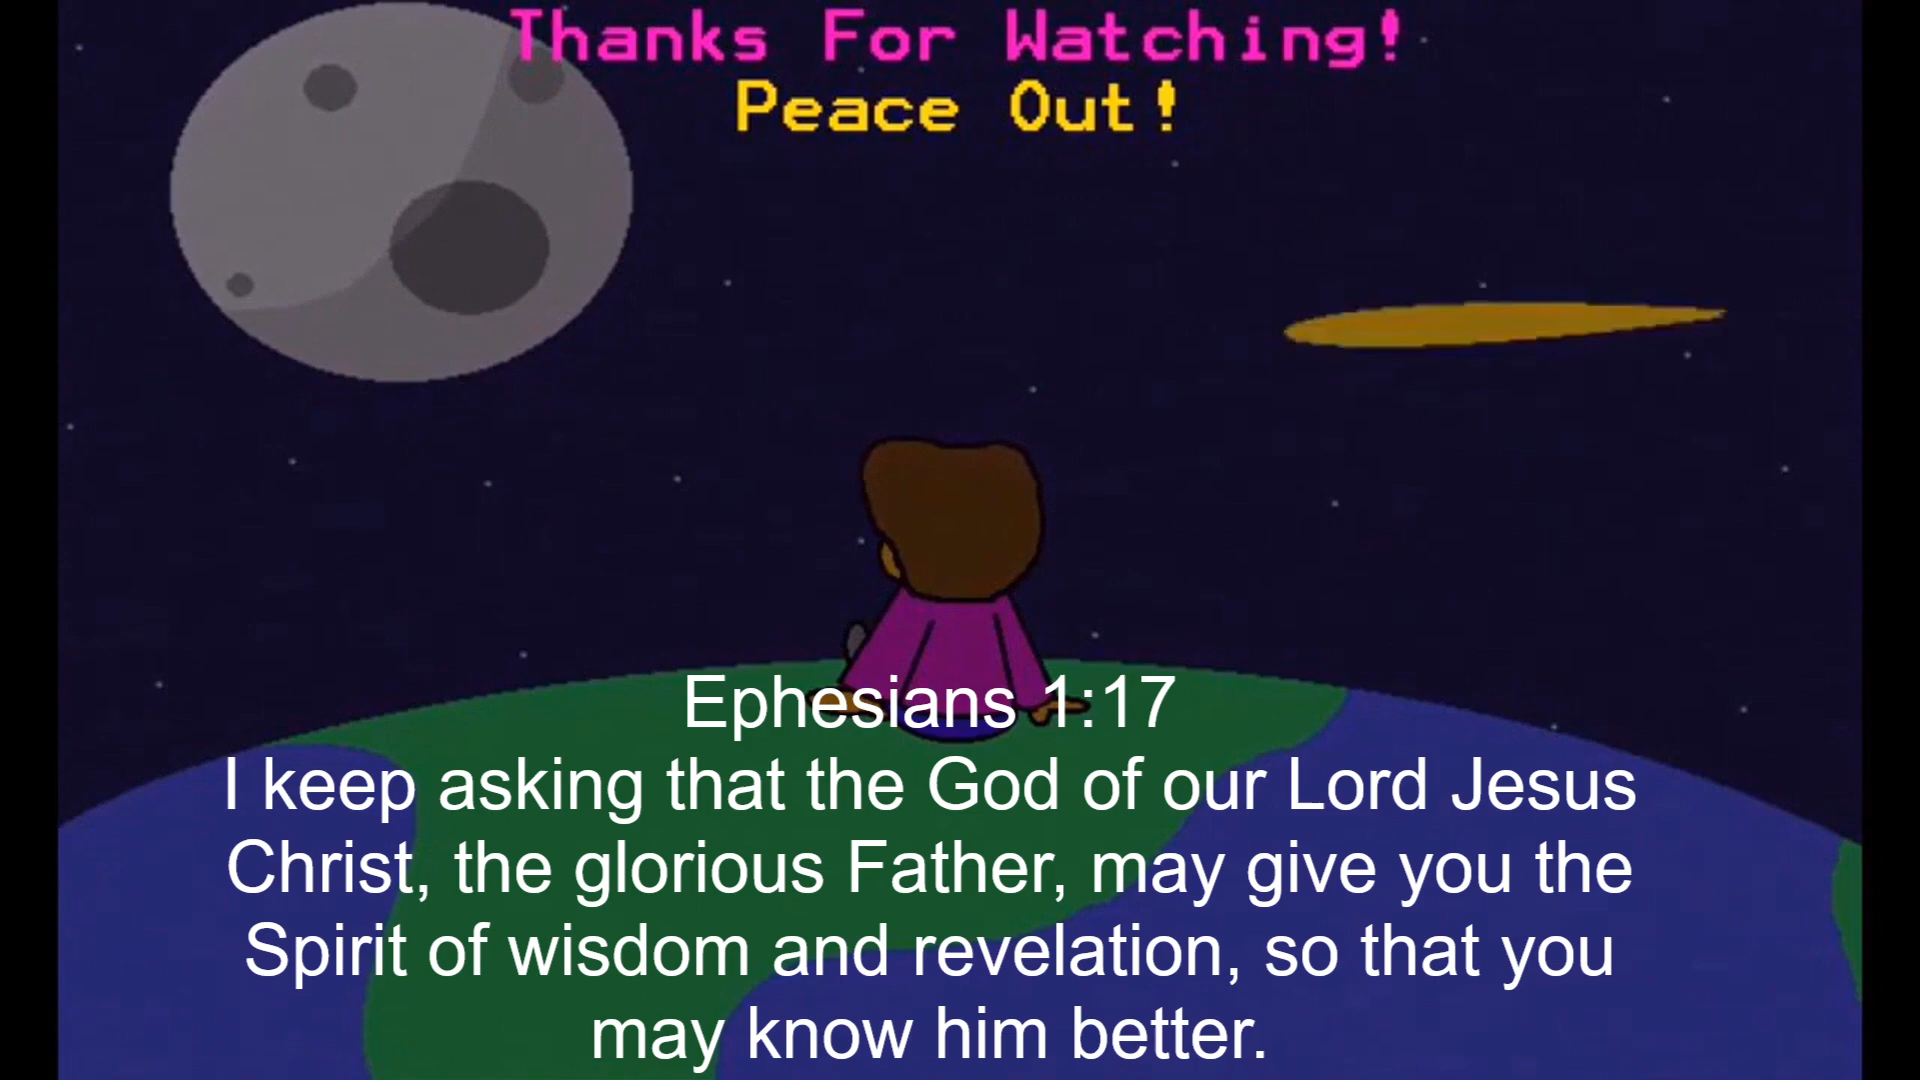 Thanks For Watching!
Peace Out!
Ephesians 1:17
I keep asking that the God of our Lord Jesus
Christ, the glorious Father, may give you the
Spirit of wisdom and revelation, so that you
may know him better.